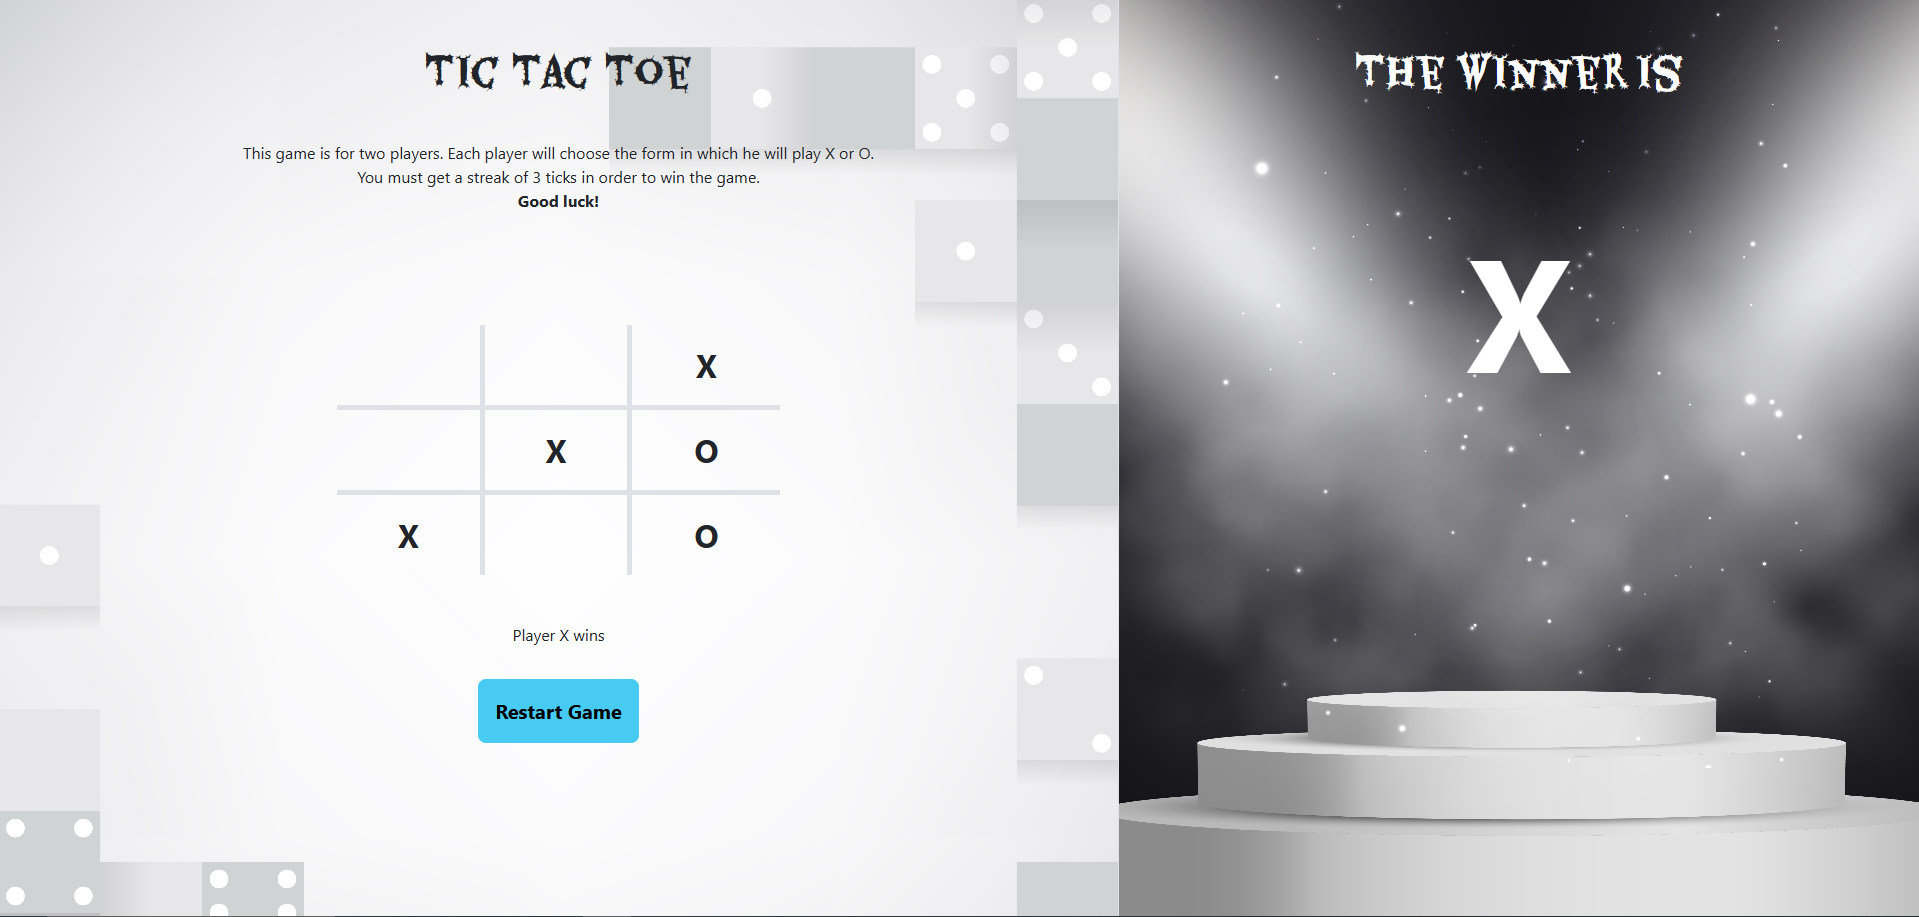 TIC TAC TOE
This game is for two players. Each player will choose the form in which he will play X or O.
You must get a streak of 3 ticks in order to win the game.
Good luck!
X
X O
X O
Player X wins
Restart Game
THE WINNER IS
X